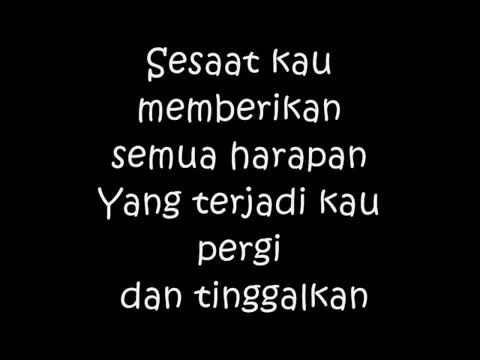 Sesaat kau
memberikan
semua harapan
Yang terjadi kau
pergi
dan tinggalkan